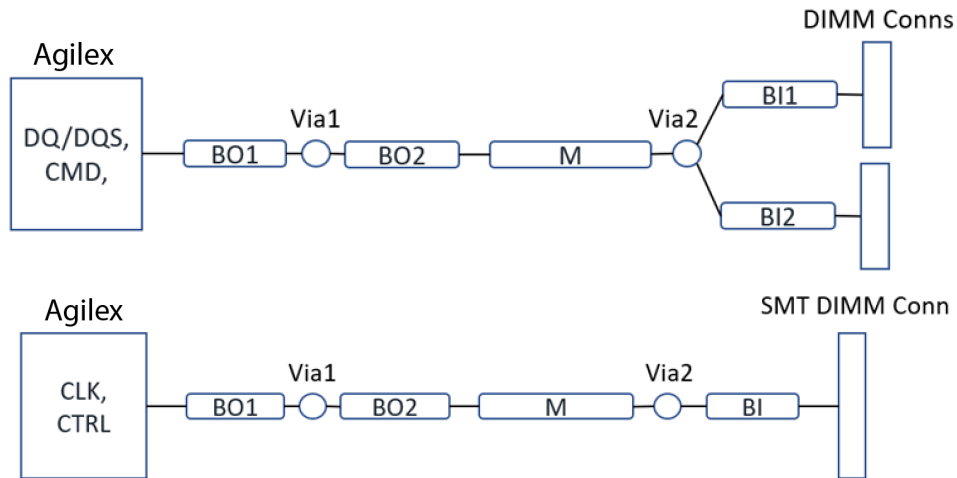 DIMM Conns
Agilex
DQ/DQS,
CMD,
BO1
Via1
BO2
M
Via2
BI1
BI2
Agilex
SMT DIMM Conn
CLK,
CTRL
BO1
Via1
BO2
M
Via2
BI